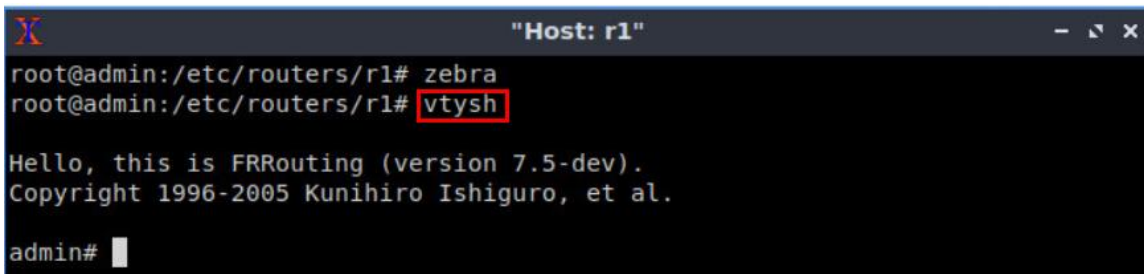 "Host: r1"
root@admin:/etc/routers/r1# zebra
root@admin:/etc/routers/r1# vtysh
Hello, this is FRRouting (version 7.5-dev).
Copyright 1996-2005 Kunihiro Ishiguro, et al.
admin#